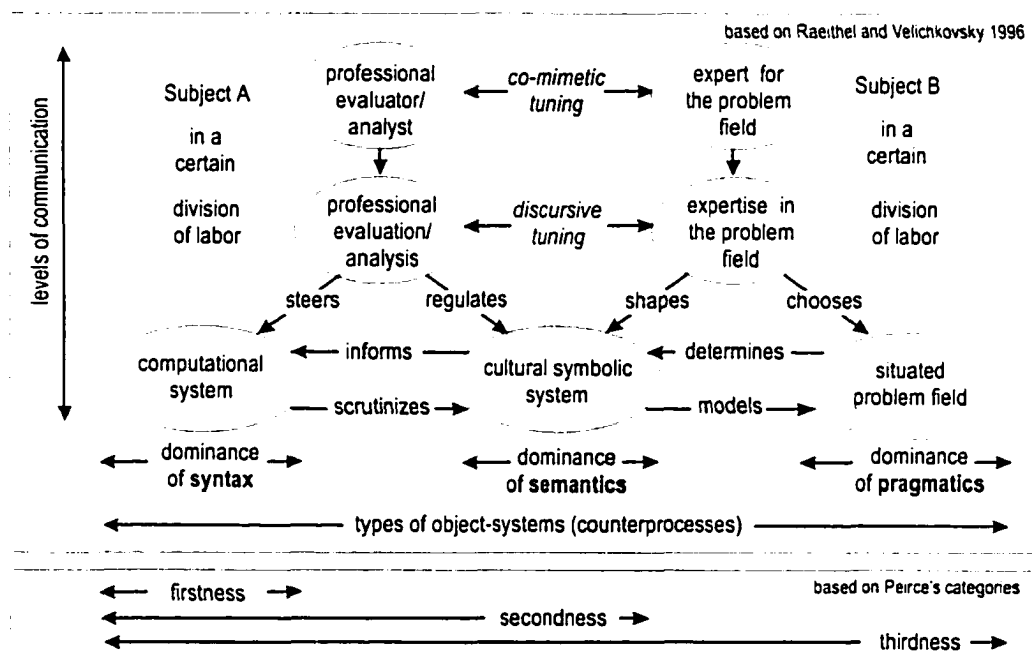 based on Raeithel and Velichkovsky 1996
levels of communication
Subject A
in a
certain
division
of labor
professional
evaluator/
analyst
co-mimetic
tuning
expert for
the problem
field
Subject B
in a
certain
division
of labor
professional
evaluation/
analysis
discursive
tuning
expertise in
the problem
field
steers
regulates
shapes
chooses
computational
system
informs
scrutinizes
cultural symbolic
system
determines
models
situated
problem field
dominance
of syntax
dominance
of semantics
dominance
of pragmatics
types of object-systems (counterprocesses)
based on Peirce's categories
firstness
secondness
thirdness